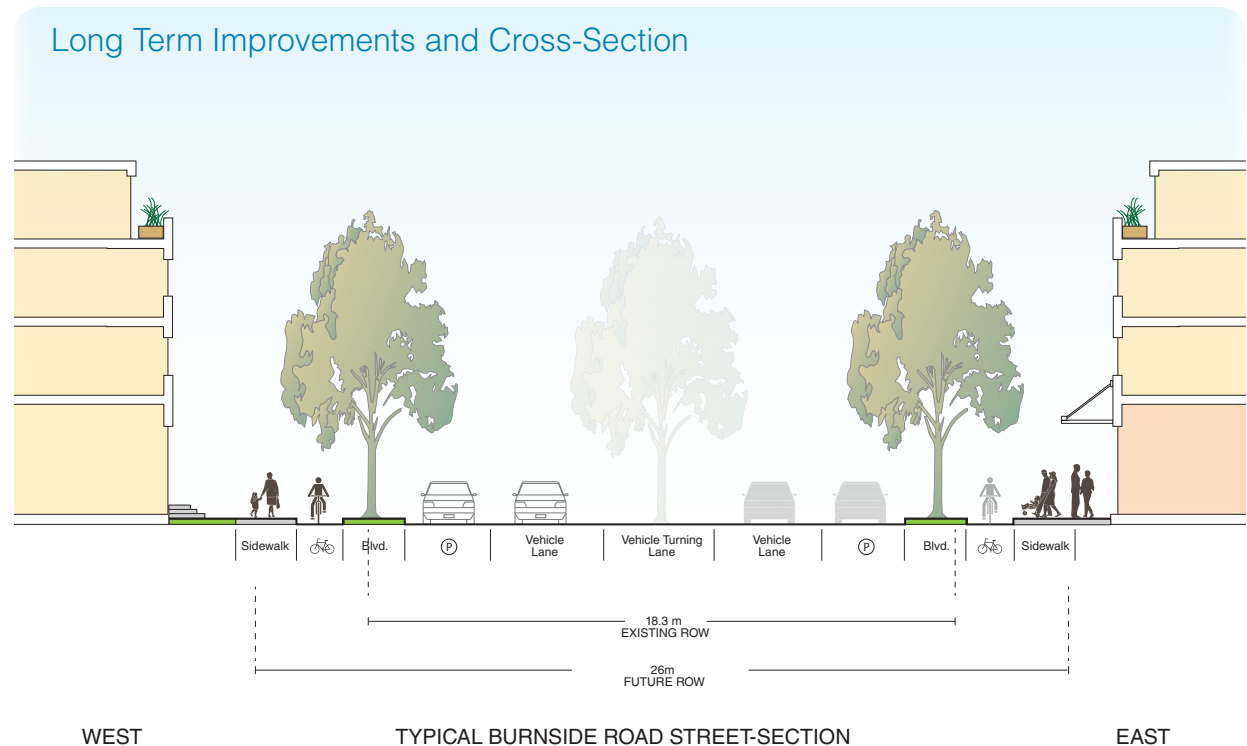 Long Term Improvements and Cross-Section
Sidewalk
Blvd.
P
Vehicle
Lane
Vehicle Turning
Lane
Vehicle
Lane
P
Blvd.
Sidewalk
18.3 m
EXISTING ROW
26m
FUTURE ROW
WEST
TYPICAL BURNSIDE ROAD STREET-SECTION
EAST